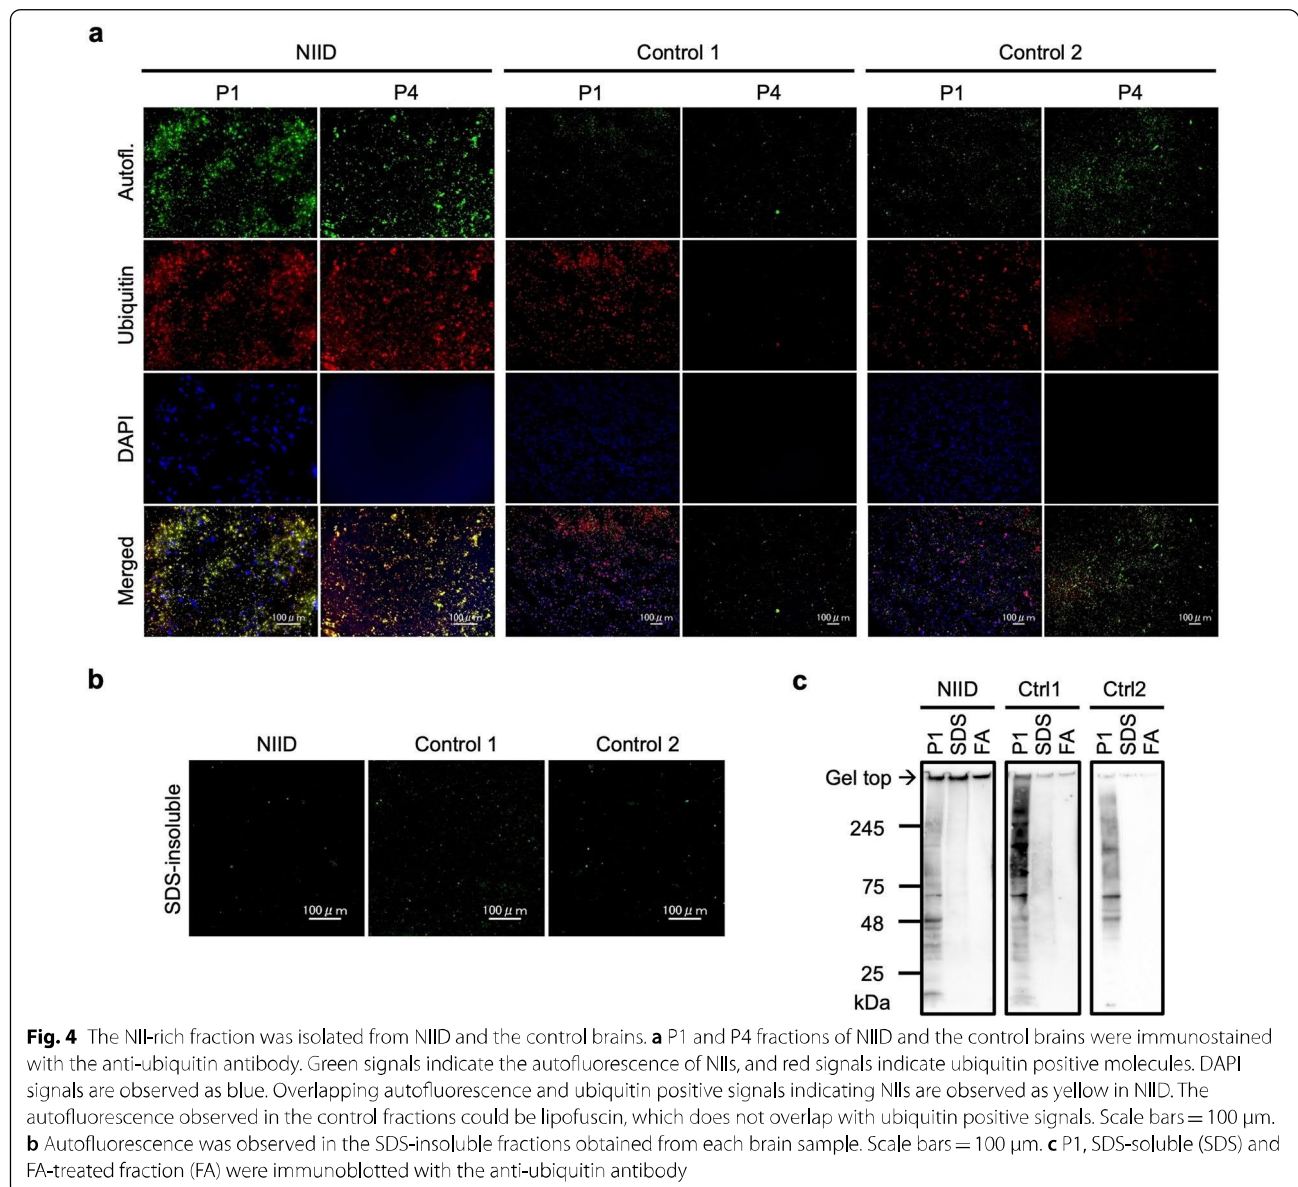 a
NIID Control 1 Control 2
P1 P4 P1 P4 P1 P4
Autofl.
Ubiquitin
DAPI
Merged
100 μm 100 μm 100 μm 100 μm 100 μm 100 μm
b
NIID Control 1 Control 2
SDS-insoluble
100 μm 100 μm 100 μm
c
NIID Ctrl1 Ctrl2
P1 SDS FA P1 SDS FA P1 SDS FA
Gel top →
245
75
48
25
kDa
Fig. 4 The NII-rich fraction was isolated from NIID and the control brains. a P1 and P4 fractions of NIID and the control brains were immunostained
with the anti-ubiquitin antibody. Green signals indicate the autofluorescence of NIIs, and red signals indicate ubiquitin positive molecules. DAPI
signals are observed as blue. Overlapping autofluorescence and ubiquitin positive signals indicating NIIs are observed as yellow in NIID. The
autofluorescence observed in the control fractions could be lipofuscin, which does not overlap with ubiquitin positive signals. Scale bars = 100 μm.
b Autofluorescence was observed in the SDS-insoluble fractions obtained from each brain sample. Scale bars = 100 μm. c P1, SDS-soluble (SDS) and
FA-treated fraction (FA) were immunoblotted with the anti-ubiquitin antibody